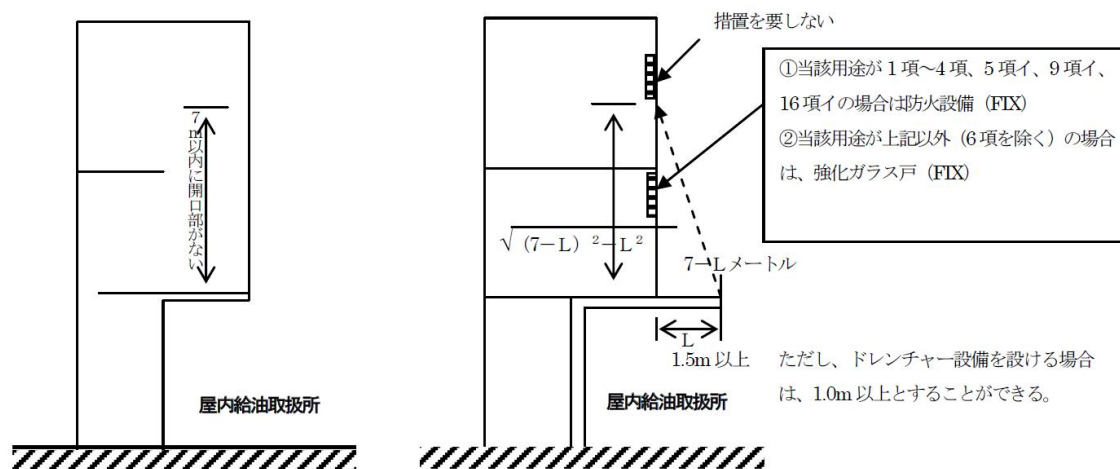 措置を要しない
①当該用途が1項～4項、5項イ、9項イ、
16項イの場合は防火設備（FIX）
②当該用途が上記以外（6項を除く）の場合
は、強化ガラス戸（FIX）
7m以内に開口部がない
√（7－L）²－L²
7－Lメートル
L
1.5m以上
ただし、ドレンチャー設備を設ける場合
は、1.0m以上とすることができる。
屋内給油取扱所
屋内給油取扱所